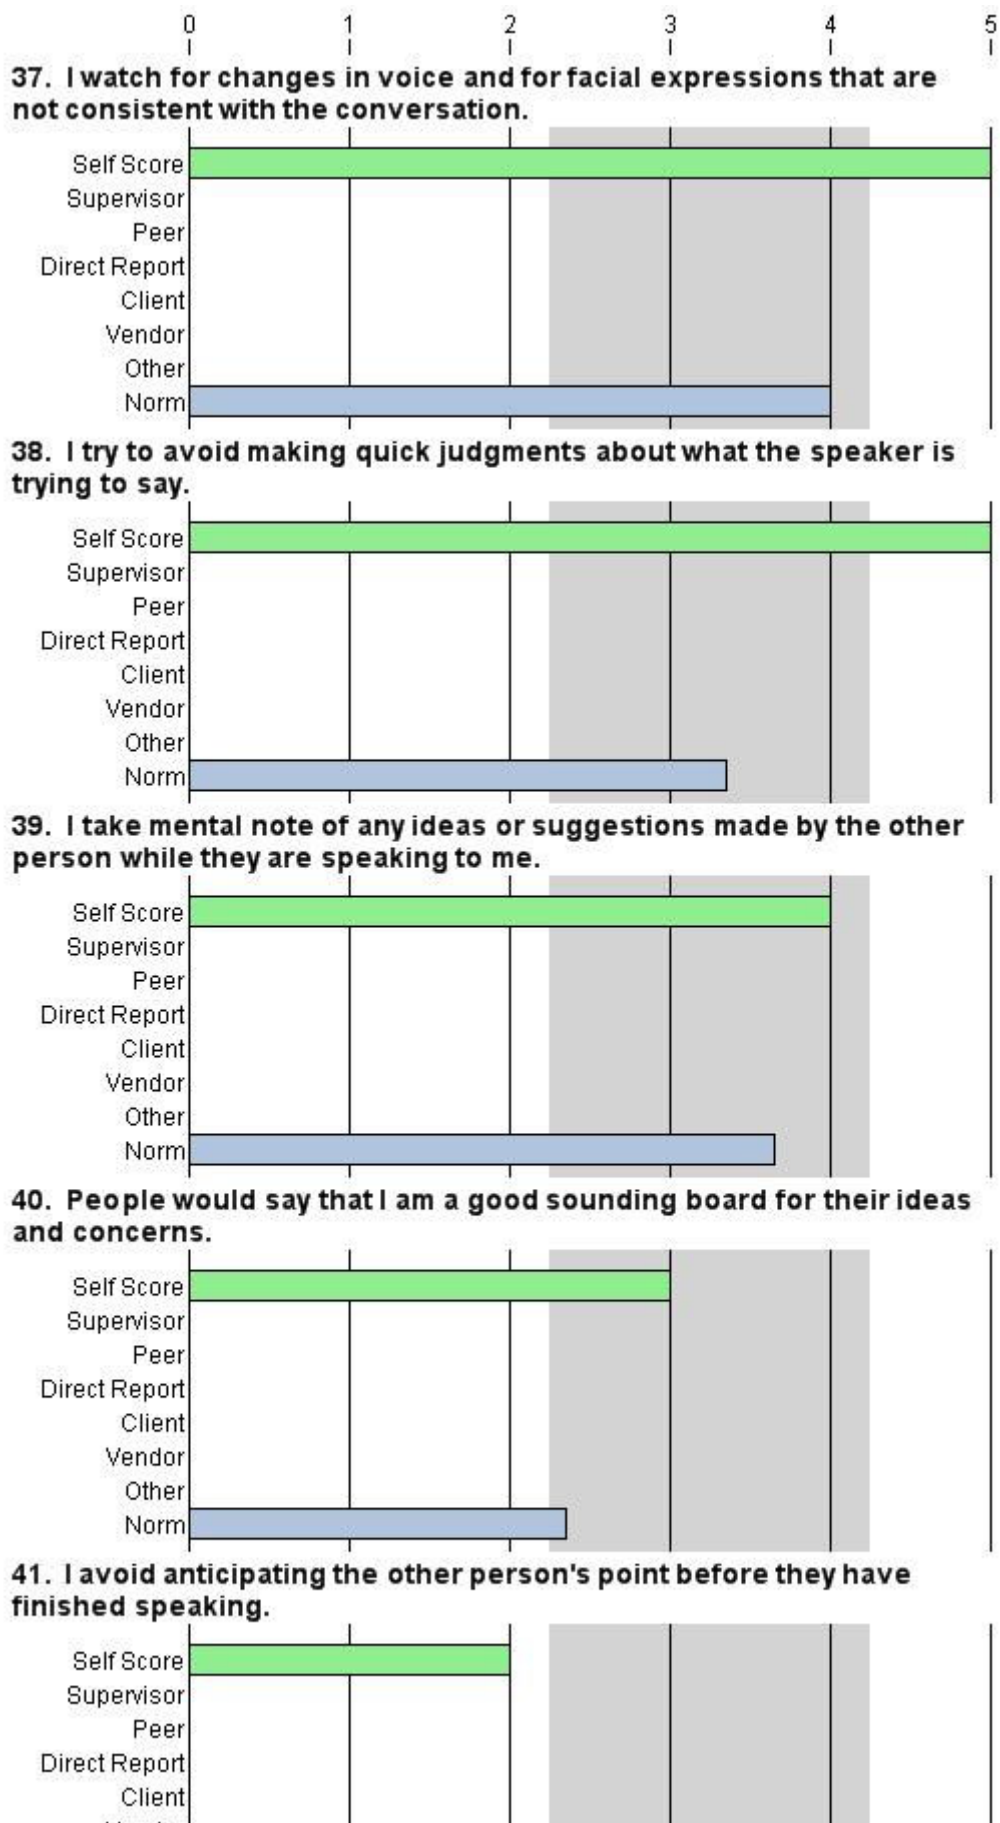 0 1 2 3 4 5
37. I watch for changes in voice and for facial expressions that are
not consistent with the conversation.
Self Score
Supervisor
Peer
Direct Report
Client
Vendor
Other
Norm
38. I try to avoid making quick judgments about what the speaker is
trying to say.
Self Score
Supervisor
Peer
Direct Report
Client
Vendor
Other
Norm
39. I take mental note of any ideas or suggestions made by the other
person while they are speaking to me.
Self Score
Supervisor
Peer
Direct Report
Client
Vendor
Other
Norm
40. People would say that I am a good sounding board for their ideas
and concerns.
Self Score
Supervisor
Peer
Direct Report
Client
Vendor
Other
Norm
41. I avoid anticipating the other person's point before they have
finished speaking.
Self Score
Supervisor
Peer
Direct Report
Client